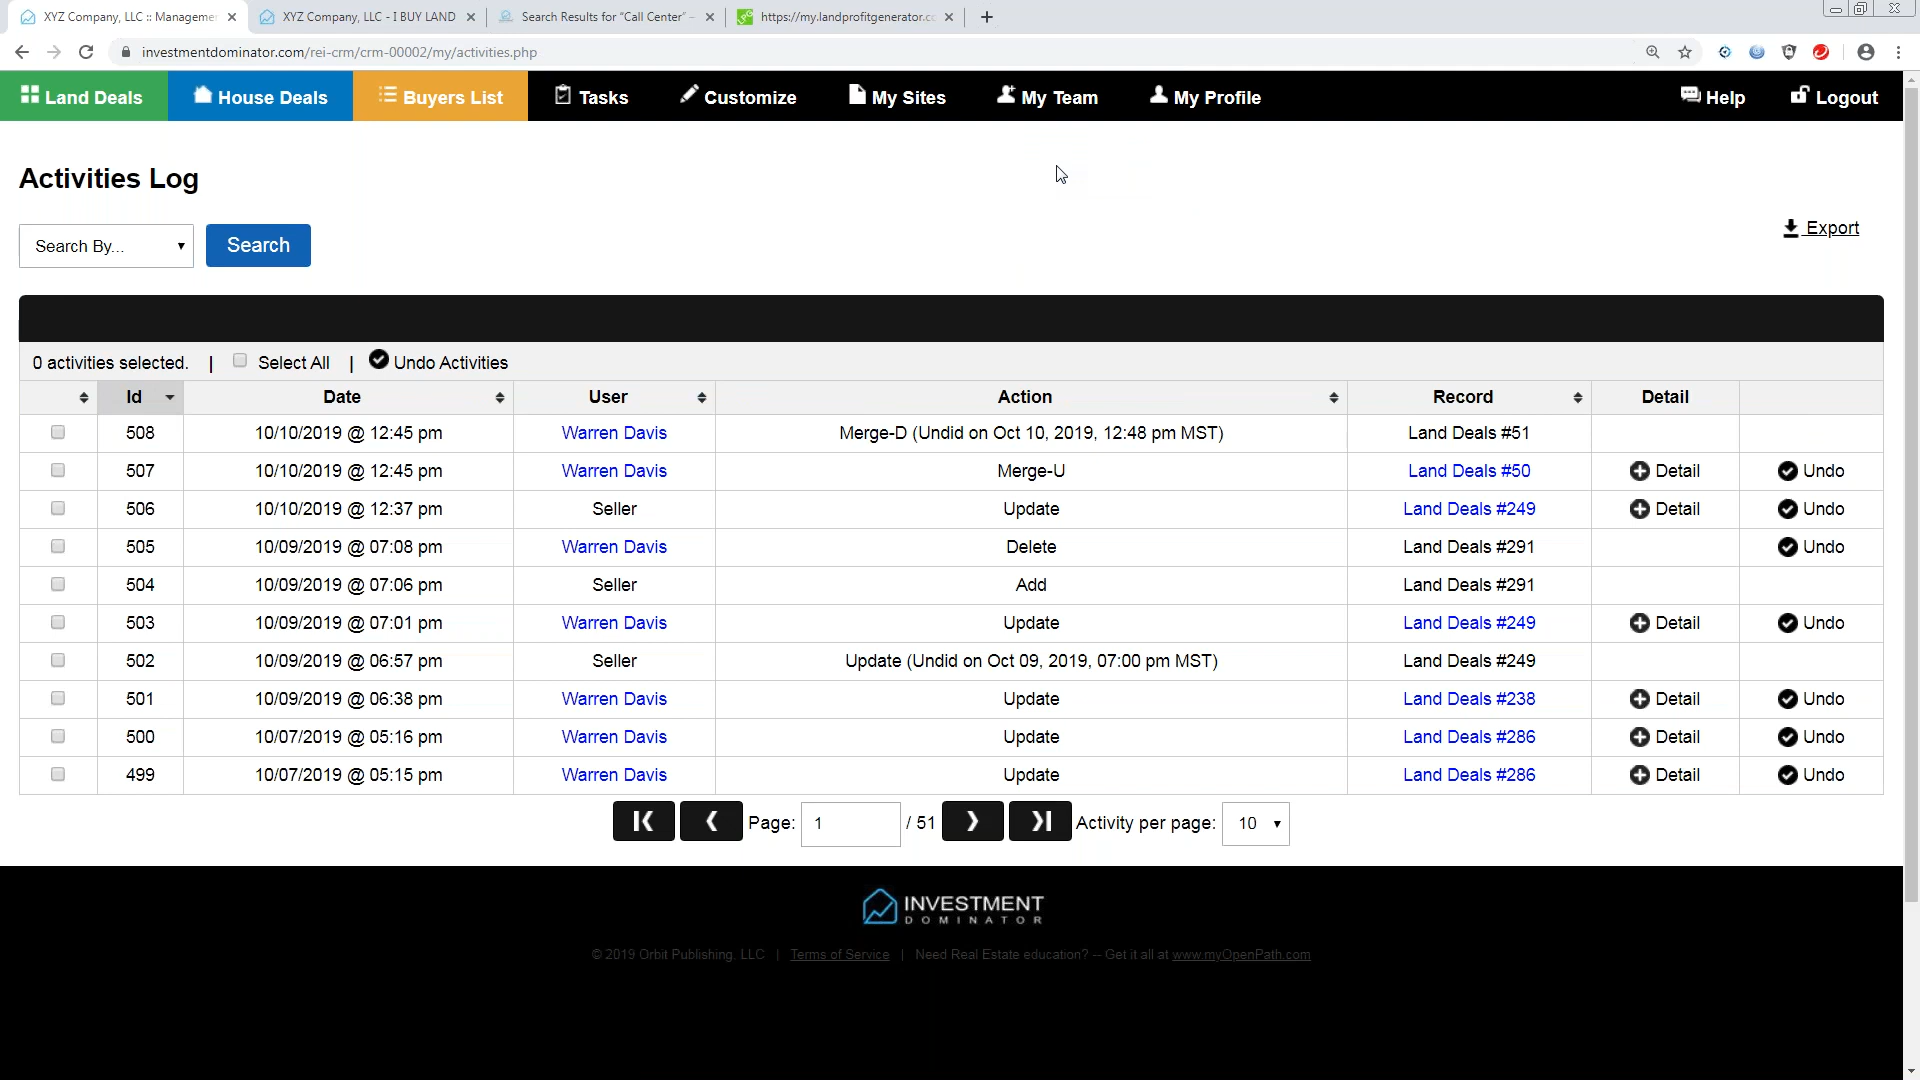 XYZ Company, LLC :: Managemer
XYZ Company, LLC - I BUY LAND
Search Results for "Call Center" -
https://my.landprofitgenerator.cc
investmentdominator.com/rei-crm/crm-00002/my/activities.php
Land Deals House Deals Buyers List Tasks Customize My Sites My Team My Profile Help Logout
Activities Log
Search By... Search
Export
0 activities selected. | Select All | Undo Activities
Id Date User Action Record Detail
508 10/10/2019 @ 12:45 pm Warren Davis Merge-D (Undid on Oct 10, 2019, 12:48 pm MST) Land Deals #51
507 10/10/2019 @ 12:45 pm Warren Davis Merge-U Land Deals #50 Detail Undo
506 10/10/2019 @ 12:37 pm Seller Update Land Deals #249 Detail Undo
505 10/09/2019 @ 07:08 pm Warren Davis Delete Land Deals #291 Undo
504 10/09/2019 @ 07:06 pm Seller Add Land Deals #291
503 10/09/2019 @ 07:01 pm Warren Davis Update Land Deals #249 Detail Undo
502 10/09/2019 @ 06:57 pm Seller Update (Undid on Oct 09, 2019, 07:00 pm MST) Land Deals #249
501 10/09/2019 @ 06:38 pm Warren Davis Update Land Deals #238 Detail Undo
500 10/07/2019 @ 05:16 pm Warren Davis Update Land Deals #286 Detail Undo
499 10/07/2019 @ 05:15 pm Warren Davis Update Land Deals #286 Detail Undo
Page: 1 / 51 Activity per page: 10
INVESTMENT
DOMINATOR
© 2019 Orbit Publishing, LLC | Terms of Service | Need Real Estate education? -- Get it all at www.myOpenPath.com